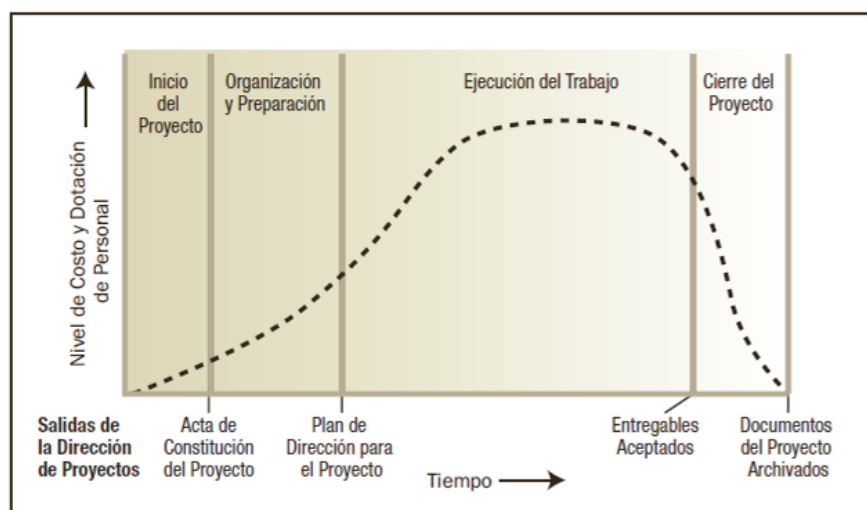 Inicio
del
Proyecto
Organización
y Preparación
Ejecución del Trabajo
Cierre del
Proyecto
Nivel de Costo y Dotación
de Personal
Salidas de
la Dirección
de Proyectos
Acta de
Constitución
del Proyecto
Plan de
Dirección para
el Proyecto
Entregables
Aceptados
Documentos
del Proyecto
Archivados
Tiempo